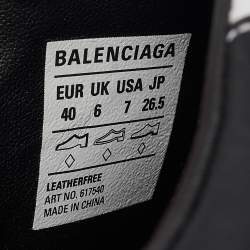 BALENCIAGA
EUR UK USA JP
40 6 7 26.5
LEATHERFREE
ART NO. 617540
MADE IN CHINA